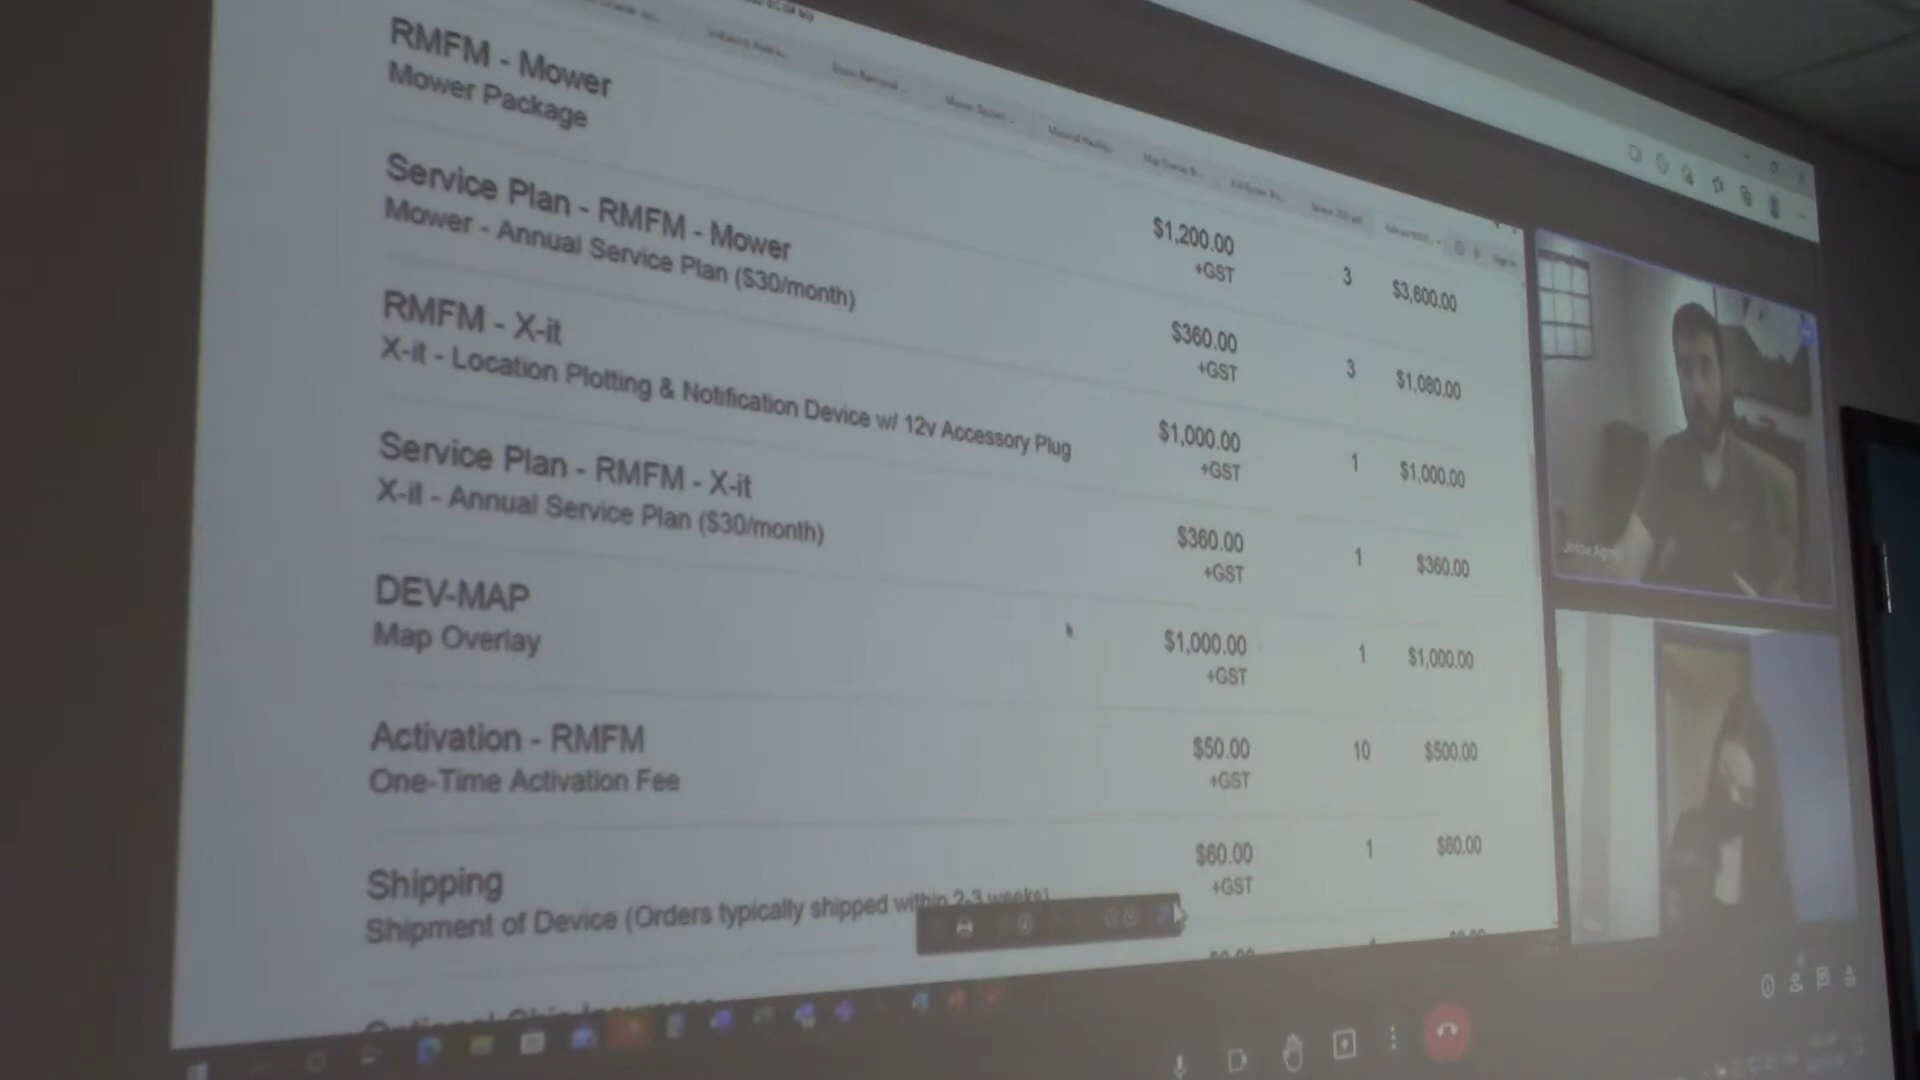 RMFM - Mower
Mower Package
$1,200.00
+GST
3
$3,600.00
Service Plan - RMFM - Mower
Mower - Annual Service Plan ($30/month)
$360.00
+GST
3
$1,080.00
RMFM - X-it
X-it - Location Plotting & Notification Device w/ 12v Accessory Plug
$1,000.00
+GST
1
$1,000.00
Service Plan - RMFM - X-it
X-it - Annual Service Plan ($30/month)
$360.00
+GST
1
$360.00
DEV-MAP
Map Overlay
$1,000.00
+GST
1
$1,000.00
Activation - RMFM
One-Time Activation Fee
$50.00
+GST
10
$500.00
Shipping
Shipment of Device (Orders typically shipped within 2-3 weeks)
$60.00
+GST
1
$60.00